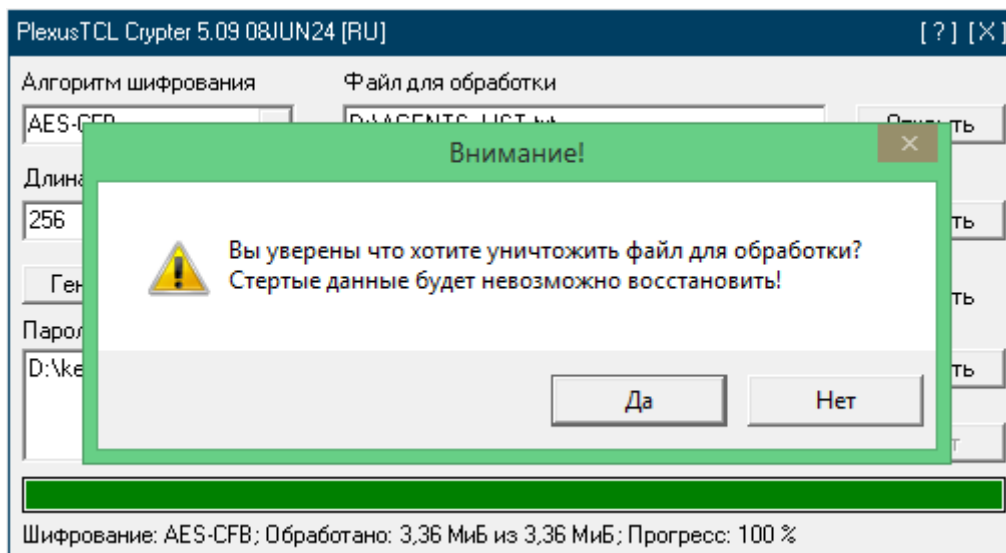 PlexusTCL Crypter 5.09 08JUN24 [RU] [ ? ] [X]
Алгоритм шифрования Файл для обработки
Внимание!
256
Вы уверены что хотите уничтожить файл для обработки?
Стертые данные будет невозможно восстановить!
Да Нет
Шифрование: AES-CFB; Обработано: 3,36 МиБ из 3,36 МиБ; Прогресс: 100 %